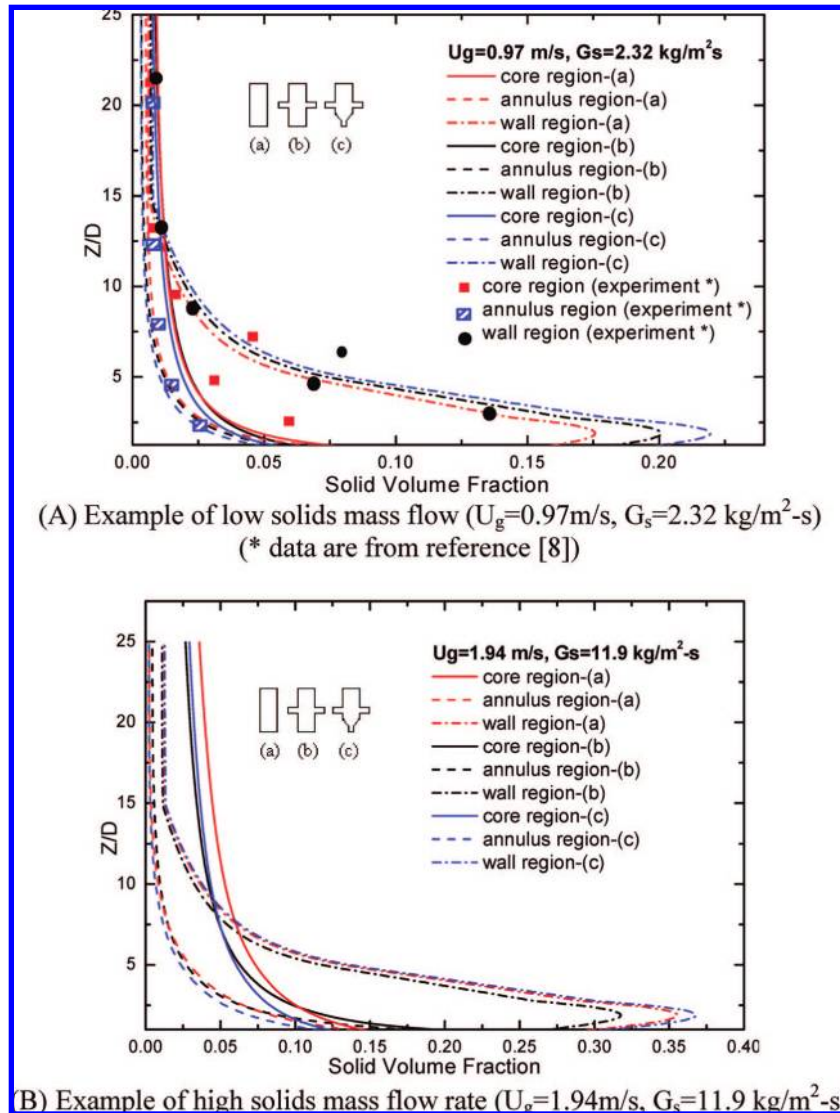 Ug=0.97 m/s, Gs=2.32 kg/m²s
core region-(a)
annulus region-(a)
wall region-(a)
core region-(b)
annulus region-(b)
wall region-(b)
core region-(c)
annulus region-(c)
wall region-(c)
core region (experiment *)
annulus region (experiment *)
wall region (experiment *)
(a) (b) (c)
25
20
15
10
5
Z/D
0.00 0.05 0.10 0.15 0.20
Solid Volume Fraction
(A) Example of low solids mass flow (Ug=0.97m/s, Gs=2.32 kg/m²-s)
(* data are from reference [8])
Ug=1.94 m/s, Gs=11.9 kg/m²-s
core region-(a)
annulus region-(a)
wall region-(a)
core region-(b)
annulus region-(b)
wall region-(b)
core region-(c)
annulus region-(c)
wall region-(c)
(a) (b) (c)
25
20
15
10
5
Z/D
0.00 0.05 0.10 0.15 0.20 0.25 0.30 0.35 0.40
Solid Volume Fraction
(B) Example of high solids mass flow rate (Ug=1.94m/s, Gs=11.9 kg/m²-s